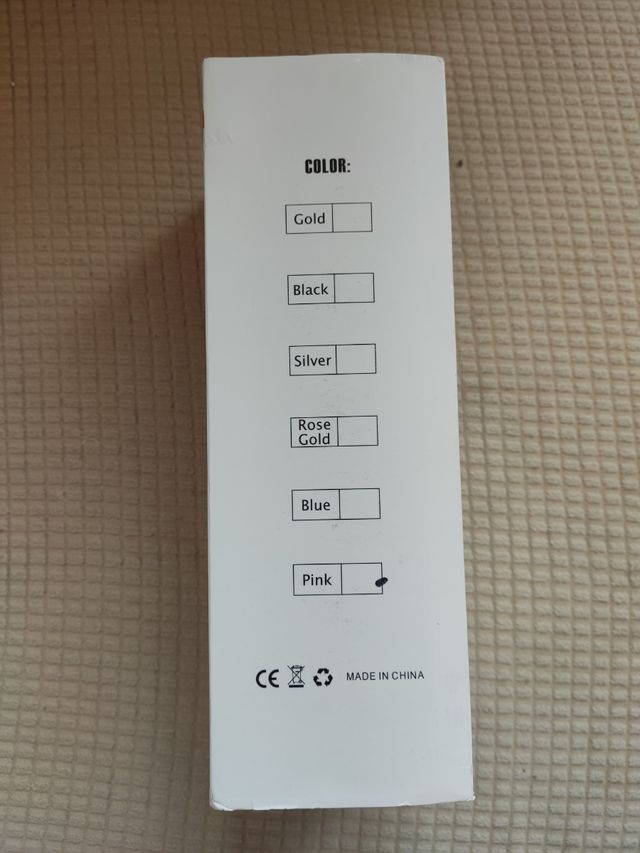 COLOR:
Gold
Black
Silver
Rose
Gold
Blue
Pink
CE MADE IN CHINA